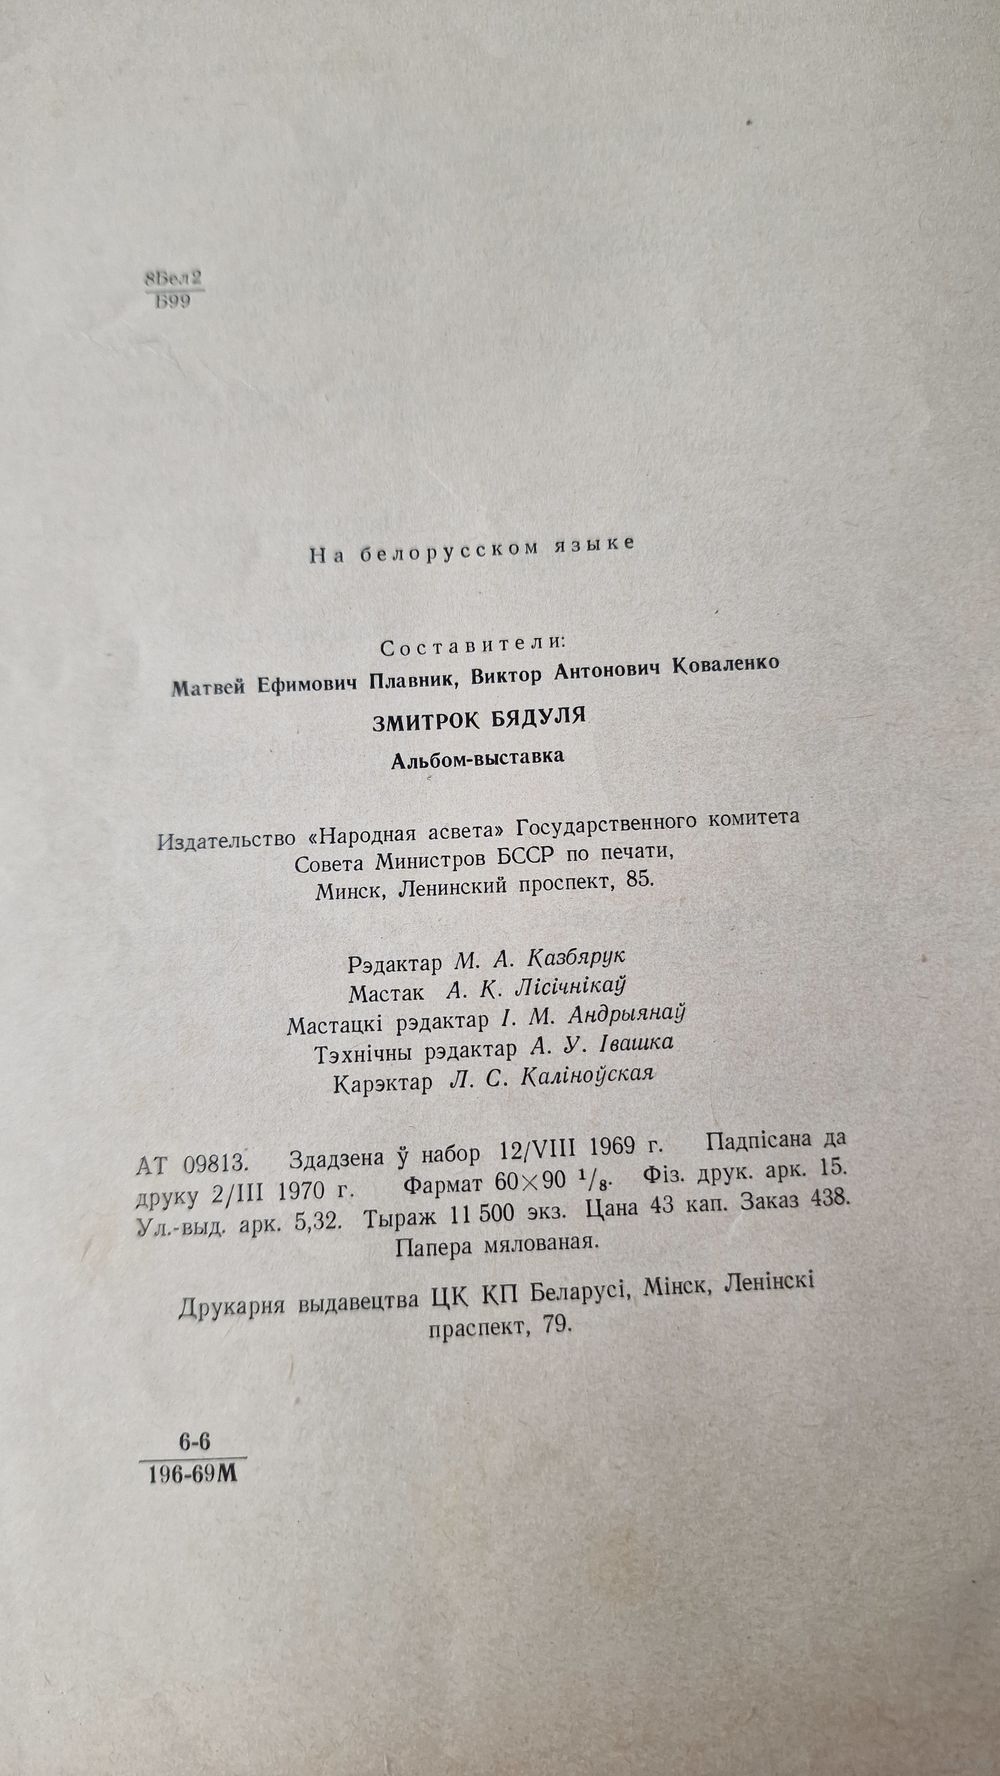 8Бел2
Б99
На белорусском языке
Составители:
Матвей Ефимович Плавник, Виктор Антонович Коваленко
ЗМИТРОК БЯДУЛЯ
Альбом-выставка
Издательство «Народная асвета» Государственного комитета
Совета Министров БССР по печати,
Минск, Ленинский проспект, 85.
Рэдактар М. А. Казбярук
Мастак А. К. Лісічнікаў
Мастацкі рэдактар І. М. Андрыянаў
Тэхнічны рэдактар А. У. Івашка
Карэктар Л. С. Каліноўская
АТ 09813. Здадзена ў набор 12/VIII 1969 г. Падпісана да
друку 2/III 1970 г. Фармат 60×90 1/8. Фіз. друк. арк. 15.
Ул.-выд. арк. 5,32. Тыраж 11 500 экз. Цана 43 кап. Заказ 438.
Папера мялованая.
Друкарня выдавецтва ЦК КП Беларусі, Мінск, Ленінскі
праспект, 79.
6-6
196-69М